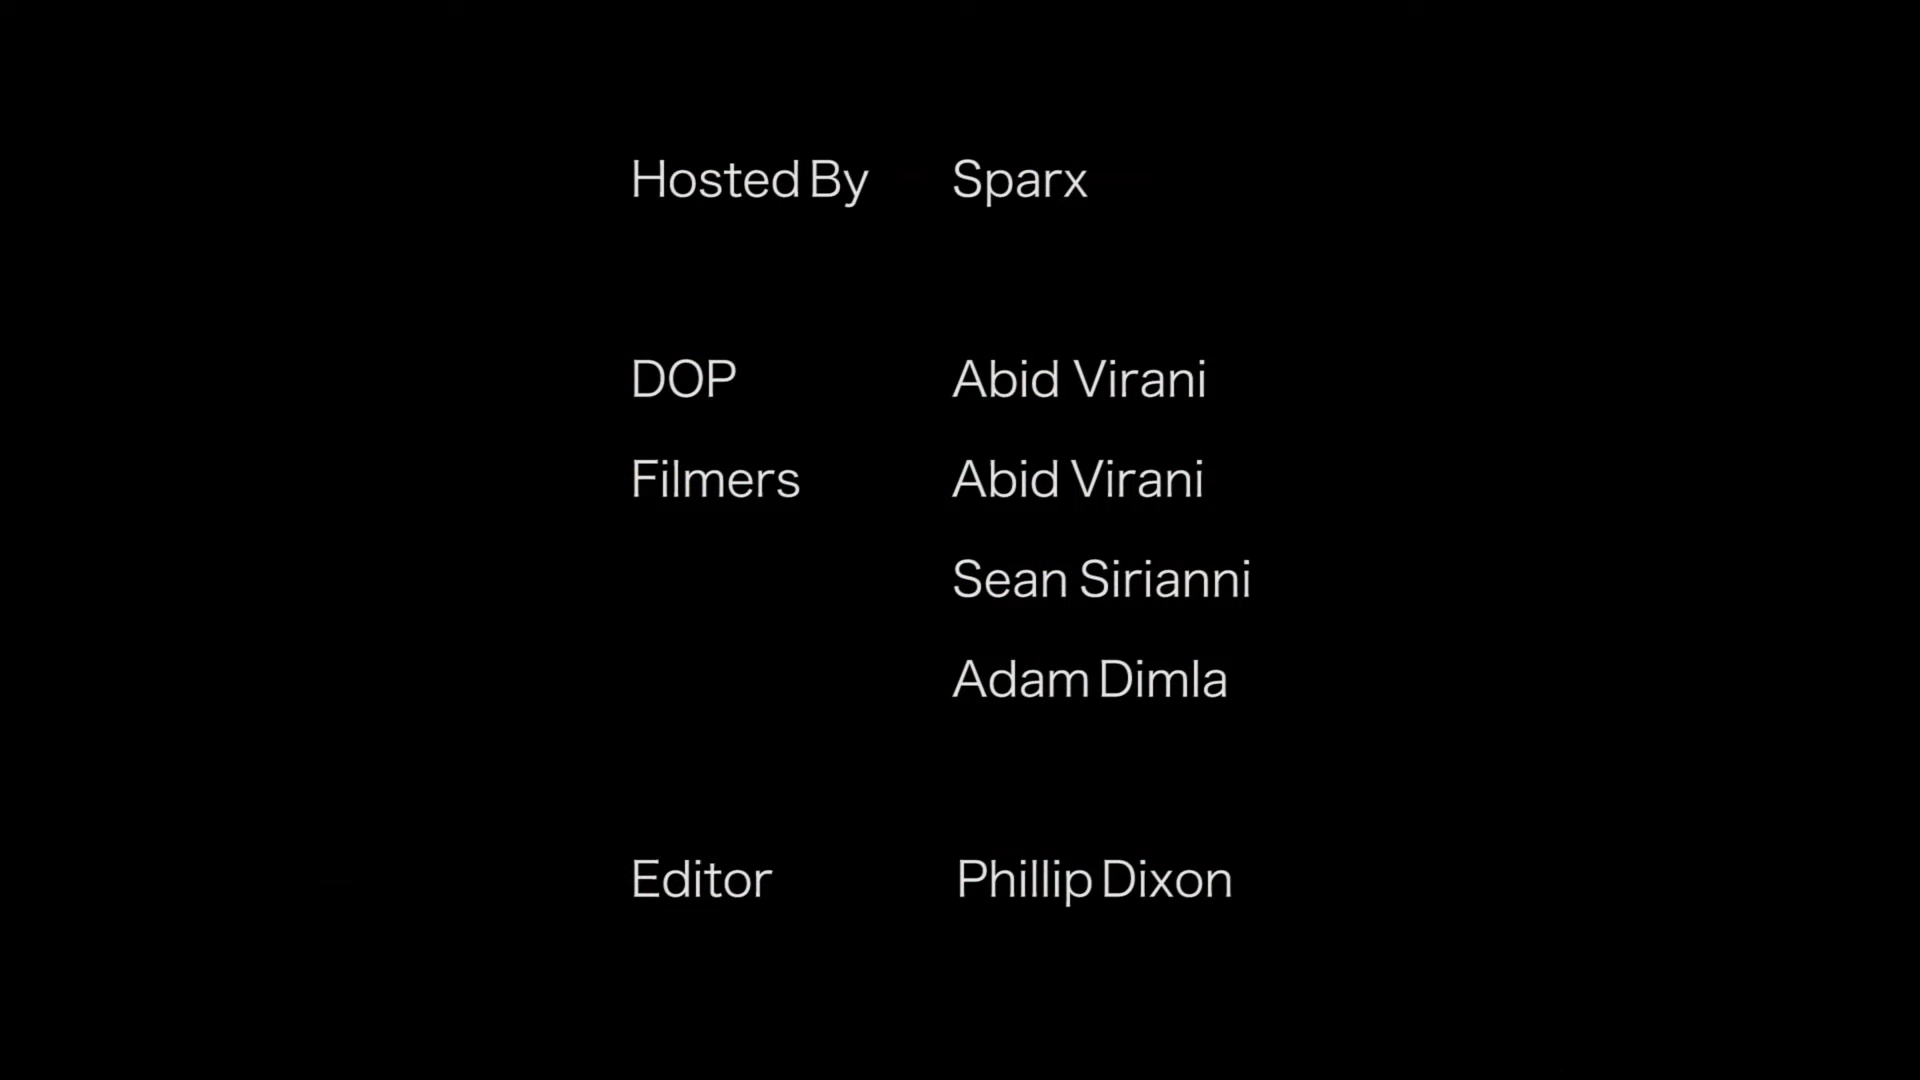 Hosted By Sparx
DOP Abid Virani
Filmers Abid Virani
Sean Sirianni
Adam Dimla
Editor Phillip Dixon